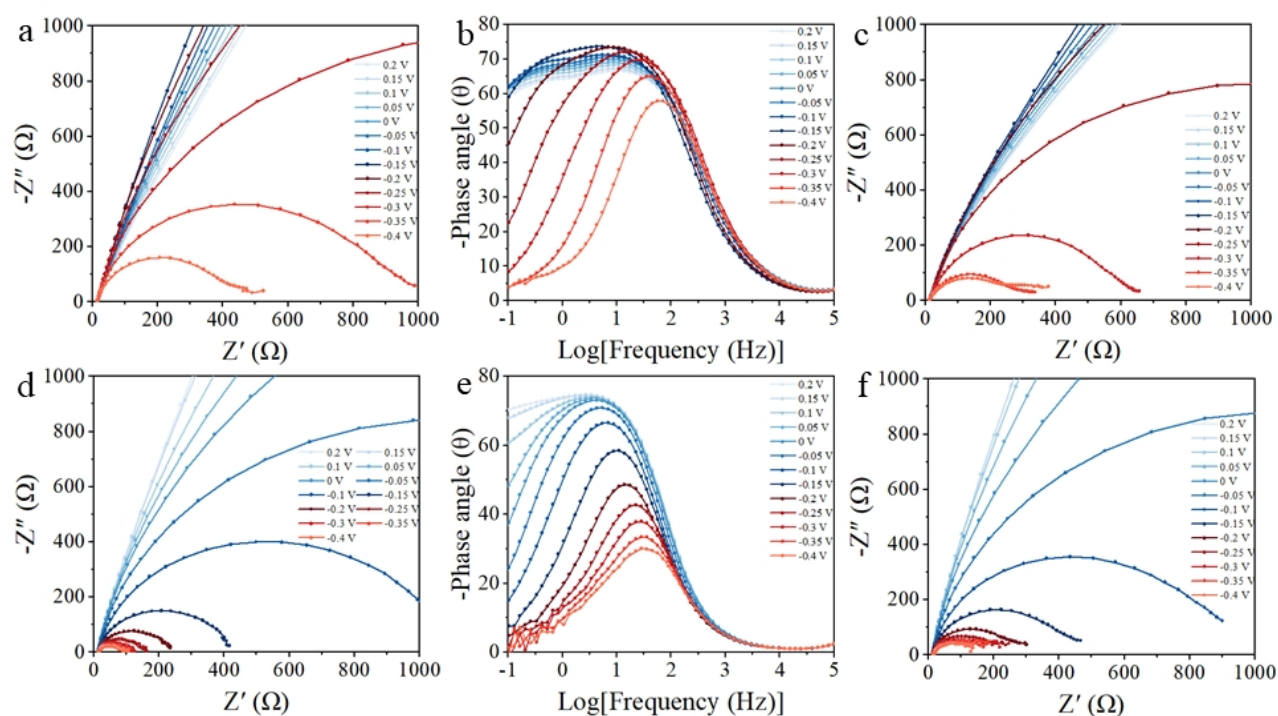 a
1000
800
600
400
200
0
-Z″ (Ω)
0 200 400 600 800 1000
Z′ (Ω)
0.2 V
0.15 V
0.1 V
0.05 V
0 V
-0.05 V
-0.1 V
-0.15 V
-0.2 V
-0.25 V
-0.3 V
-0.35 V
-0.4 V
b
80
70
60
50
40
30
20
10
0
-Phase angle (θ)
-1 0 1 2 3 4 5
Log[Frequency (Hz)]
0.2 V
0.15 V
0.1 V
0.05 V
0 V
-0.05 V
-0.1 V
-0.15 V
-0.2 V
-0.25 V
-0.3 V
-0.35 V
-0.4 V
c
1000
800
600
400
200
0
-Z″ (Ω)
0 200 400 600 800 1000
Z′ (Ω)
0.2 V
0.15 V
0.1 V
0.05 V
0 V
-0.05 V
-0.1 V
-0.15 V
-0.2 V
-0.25 V
-0.3 V
-0.35 V
-0.4 V
d
1000
800
600
400
200
0
-Z″ (Ω)
0 200 400 600 800 1000
Z′ (Ω)
0.2 V 0.15 V
0.1 V 0.05 V
0 V -0.05 V
-0.1 V -0.15 V
-0.2 V -0.25 V
-0.3 V -0.35 V
-0.4 V
e
80
60
40
20
0
-Phase angle (θ)
-1 0 1 2 3 4 5
Log[Frequency (Hz)]
0.2 V
0.15 V
0.1 V
0.05 V
0 V
-0.05 V
-0.1 V
-0.15 V
-0.2 V
-0.25 V
-0.3 V
-0.35 V
-0.4 V
f
1000
800
600
400
200
0
-Z″ (Ω)
0 200 400 600 800 1000
Z′ (Ω)
0.2 V
0.15 V
0.1 V
0.05 V
0 V
-0.05 V
-0.1 V
-0.15 V
-0.2 V
-0.25 V
-0.3 V
-0.35 V
-0.4 V